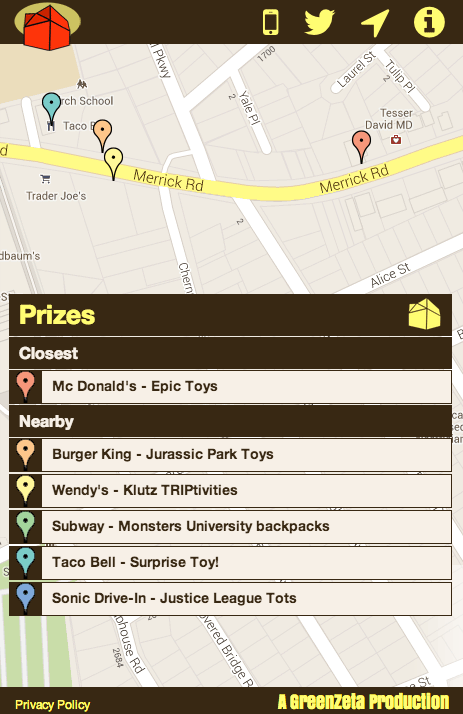 Pkwy
1700
Laurel St
Tulip Pl
Yale Pl
2
rch School
Taco B
Tesser
David MD
d
Merrick Rd
Merrick Rd
Trader Joe's
2
dbaum's
Chern
Alice St
Prizes
Closest
Mc Donald's - Epic Toys
Nearby
Burger King - Jurassic Park Toys
Wendy's - Klutz TRIPtivities
Subway - Monsters University backpacks
Taco Bell - Surprise Toy!
Sonic Drive-In - Justice League Tots
2684
overed Bridge R
Privacy Policy
A GreenZeta Production